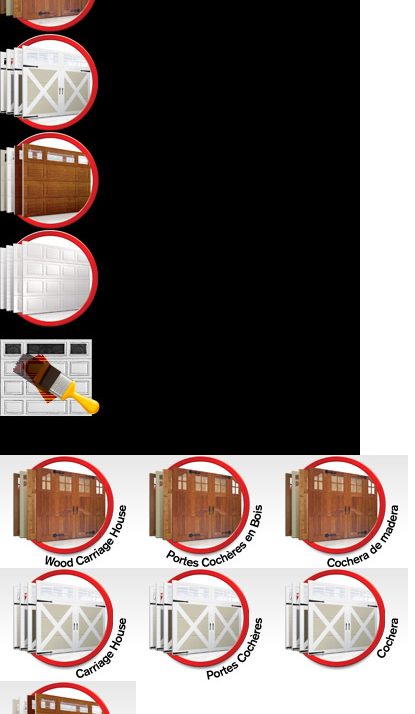 Wood Carriage House
Portes Cochères en Bois
Cochera de madera
Carriage House
Portes Cochères
Cochera